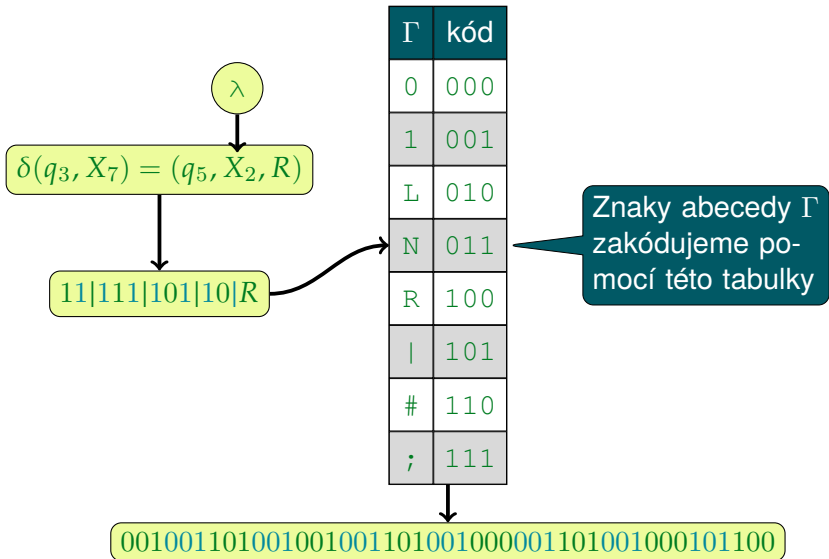 Γ kód
λ
0 000
1 001
δ(q₃, X₇) = (q₅, X₂, R)
L 010
N 011
Znaky abecedy Γ
zakódujeme po-
mocí této tabulky
11|111|101|10|R
R 100
| 101
# 110
; 111
001001101001001001101001000001101001000101100